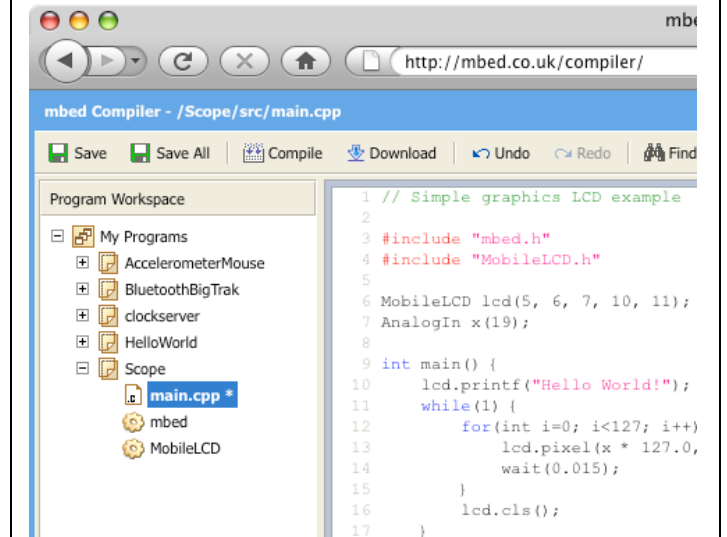 mbe
http://mbed.co.uk/compiler/
mbed Compiler - /Scope/src/main.cpp
Save Save All Compile Download Undo Redo Find
Program Workspace
My Programs
AccelerometerMouse
BluetoothBigTrak
clockserver
HelloWorld
Scope
main.cpp *
mbed
MobileLCD
1 // Simple graphics LCD example
2
3 #include "mbed.h"
4 #include "MobileLCD.h"
5
6 MobileLCD lcd(5, 6, 7, 10, 11);
7 AnalogIn x(19);
8
9 int main() {
10 lcd.printf("Hello World!");
11 while(1) {
12 for(int i=0; i<127; i++)
13 lcd.pixel(x * 127.0,
14 wait(0.015);
15 }
16 lcd.cls();
17 }